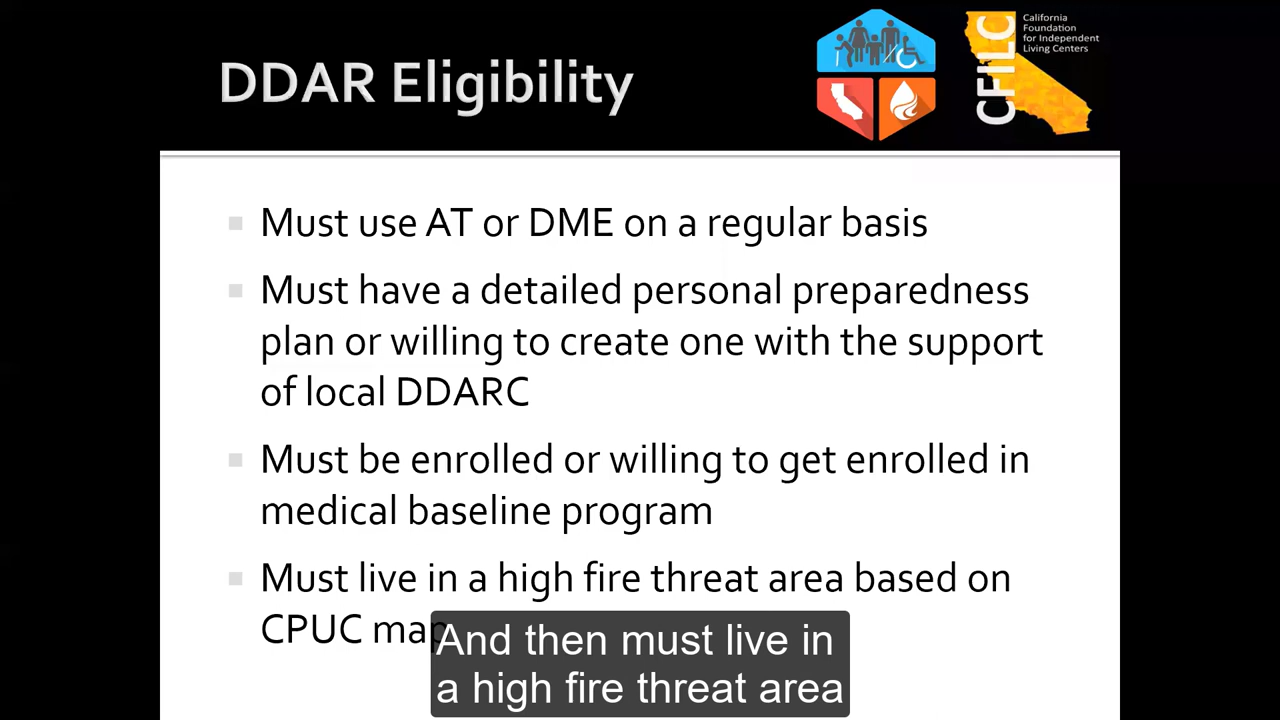 DDAR Eligibility
CFILC
California
Foundation
for Independent
Living Centers
Must use AT or DME on a regular basis
Must have a detailed personal preparedness
plan or willing to create one with the support
of local DDARC
Must be enrolled or willing to get enrolled in
medical baseline program
Must live in a high fire threat area based on
CPUC map
And then must live in
a high fire threat area